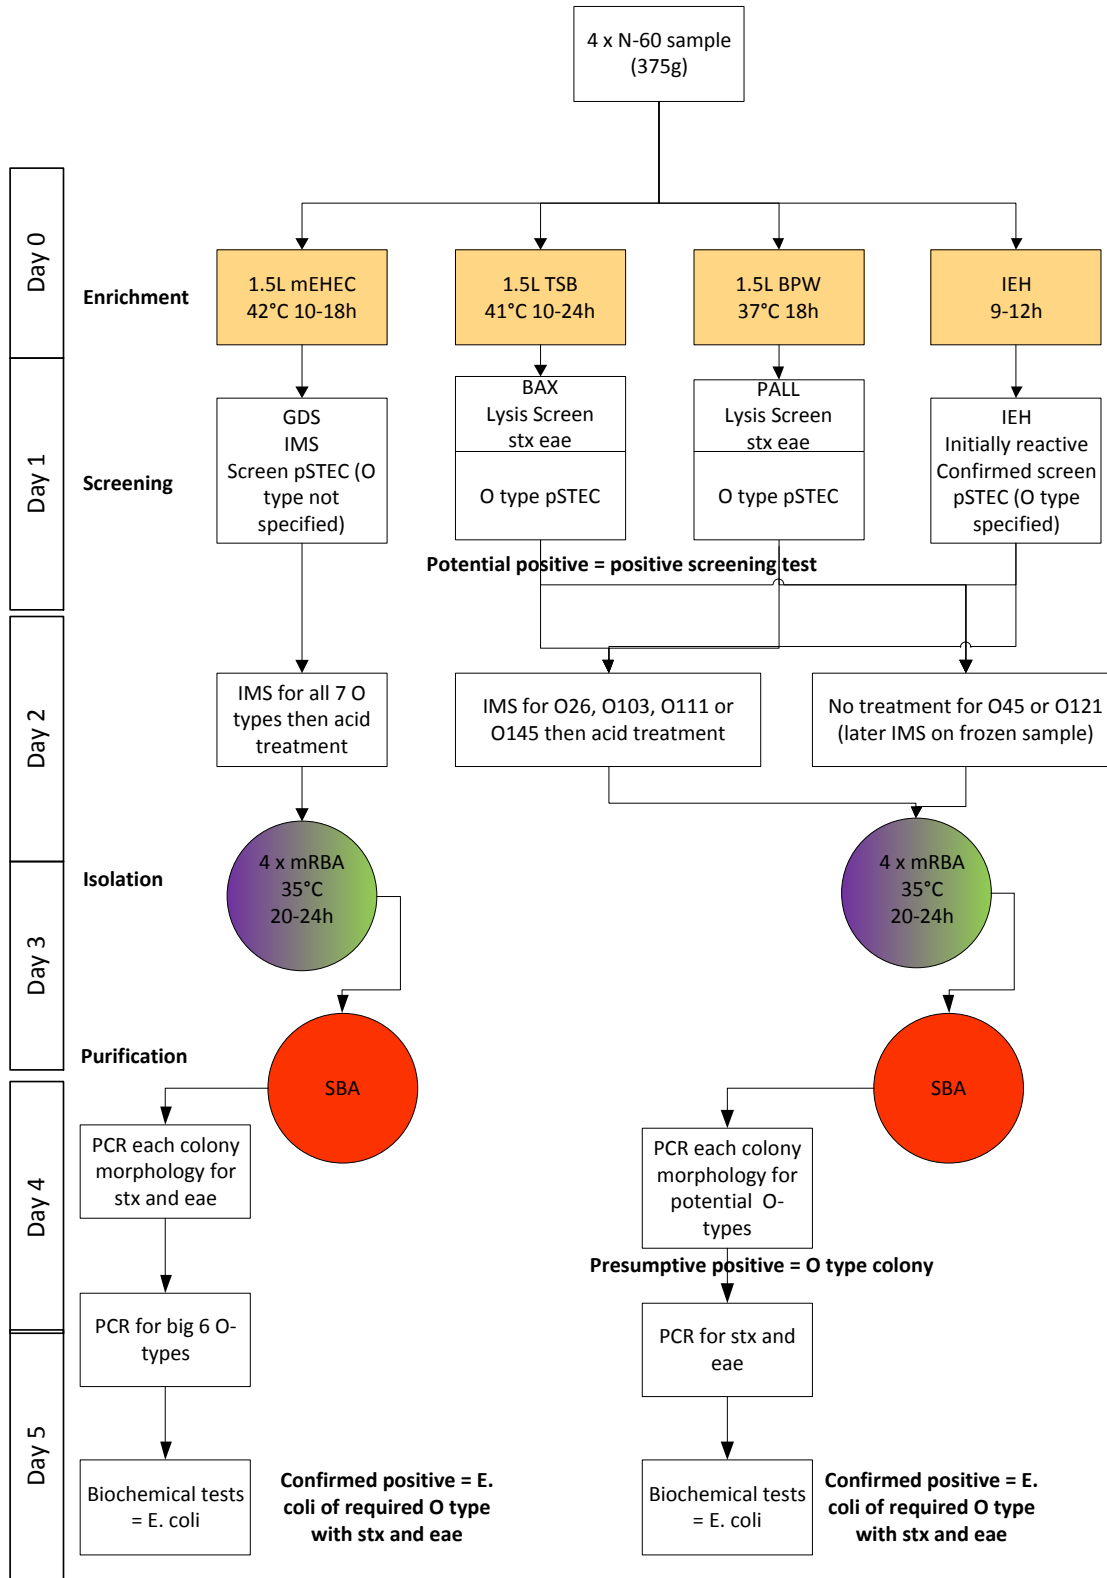 4 x N-60 sample
(375g)
Day 0
Enrichment
1.5L mEHEC
42°C 10-18h
1.5L TSB
41°C 10-24h
1.5L BPW
37°C 18h
IEH
9-12h
Day 1
Screening
GDS
IMS
Screen pSTEC (O
type not
specified)
BAX
Lysis Screen
stx eae
O type pSTEC
PALL
Lysis Screen
stx eae
O type pSTEC
IEH
Initially reactive
Confirmed screen
pSTEC (O type
specified)
Potential positive = positive screening test
Day 2
IMS for all 7 O
types then acid
treatment
IMS for O26, O103, O111 or
O145 then acid treatment
No treatment for O45 or O121
(later IMS on frozen sample)
Isolation
4 x mRBA
35°C
20-24h
4 x mRBA
35°C
20-24h
Day 3
Purification
SBA
SBA
Day 4
PCR each colony
morphology for
stx and eae
PCR each colony
morphology for
potential O-
types
Presumptive positive = O type colony
PCR for big 6 O-
types
PCR for stx and
eae
Day 5
Biochemical tests
= E. coli
Confirmed positive = E.
coli of required O type
with stx and eae
Biochemical tests
= E. coli
Confirmed positive = E.
coli of required O type
with stx and eae